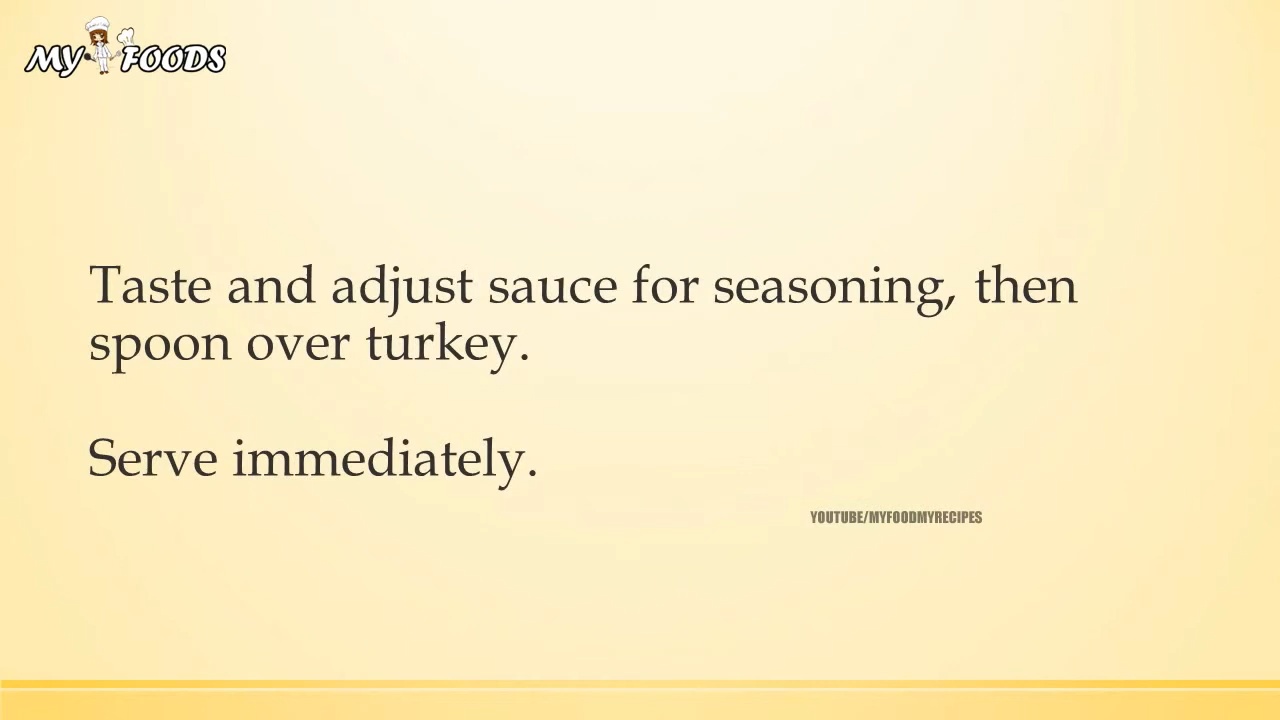 MY FOODS
Taste and adjust sauce for seasoning, then
spoon over turkey.
Serve immediately.
YOUTUBE/MYFOODMYRECIPES